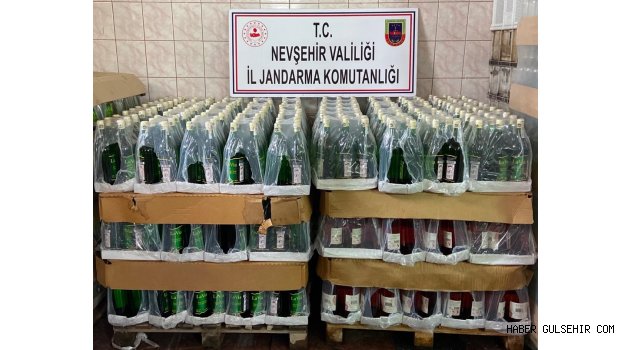 T.C.
NEVŞEHİR VALİLİĞİ
İL JANDARMA KOMUTANLIĞI
HABER GULSEHIR COM